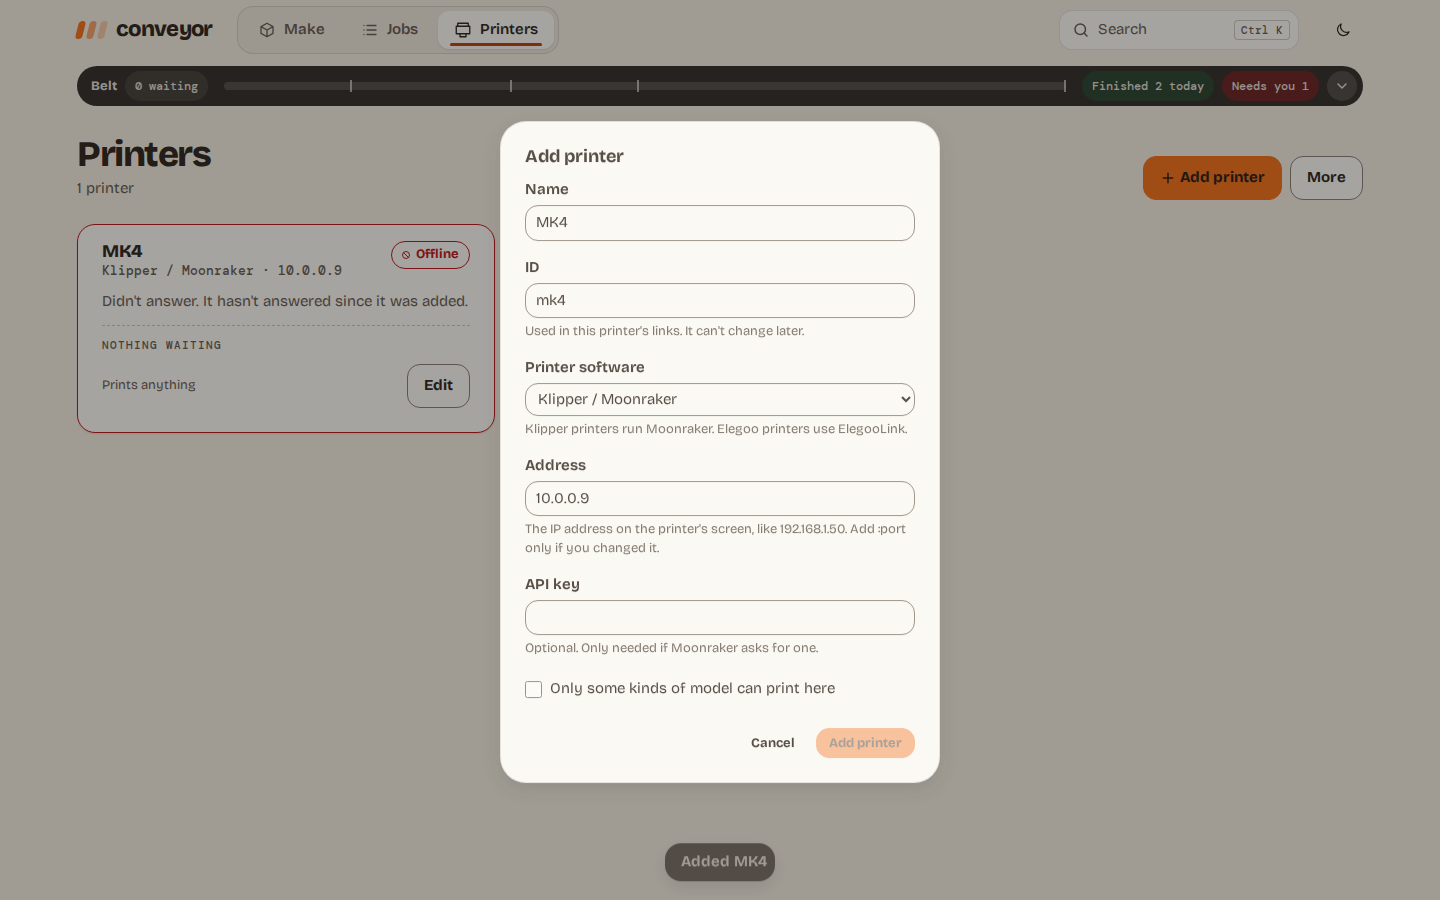 conveyor
Make
Jobs
Printers
Search
Ctrl K
Belt
0 waiting
Finished 2 today
Needs you 1
Printers
1 printer
+ Add printer
More
MK4
Offline
Klipper / Moonraker · 10.0.0.9
Didn't answer. It hasn't answered since it was added.
NOTHING WAITING
Prints anything
Edit
Add printer
Name
MK4
ID
mk4
Used in this printer's links. It can't change later.
Printer software
Klipper / Moonraker
Klipper printers run Moonraker. Elegoo printers use ElegooLink.
Address
10.0.0.9
The IP address on the printer's screen, like 192.168.1.50. Add :port
only if you changed it.
API key
Optional. Only needed if Moonraker asks for one.
Only some kinds of model can print here
Cancel
Add printer
Added MK4